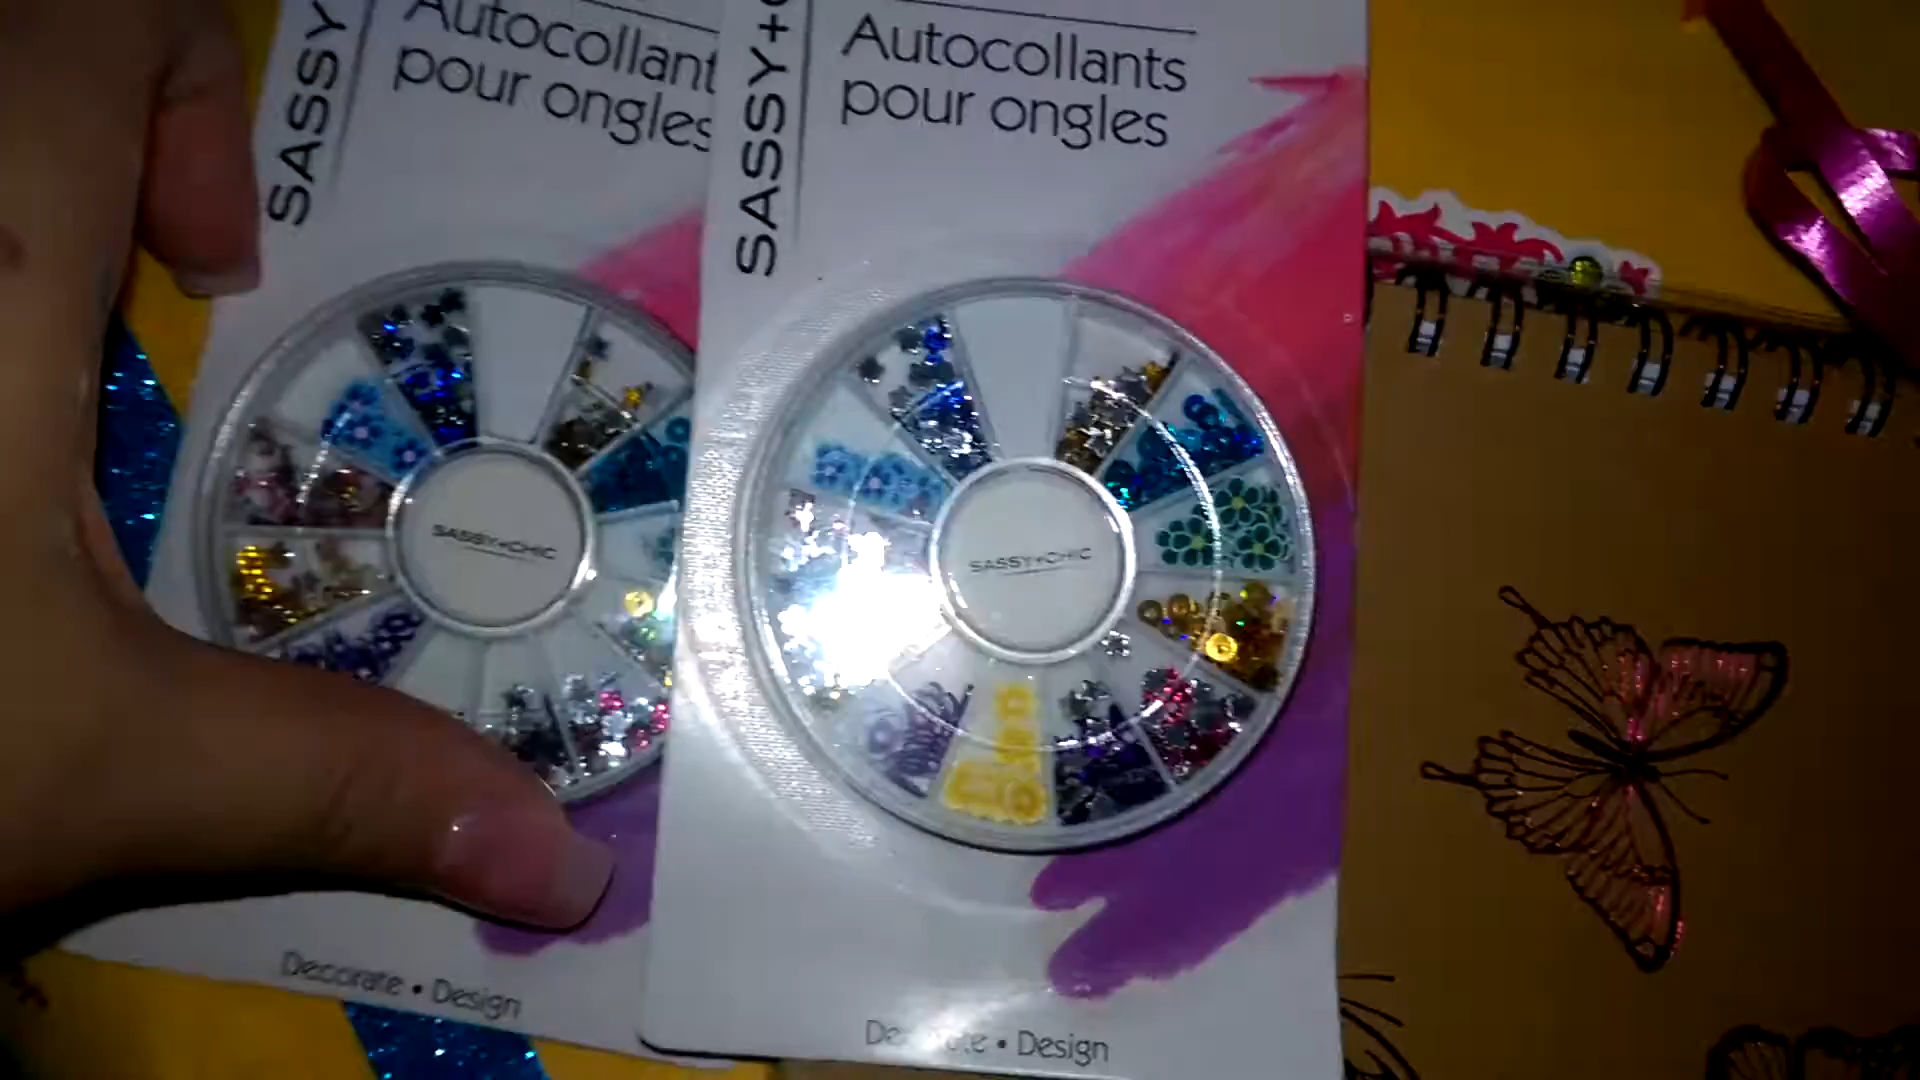 SASSY
Autocollant
pour ongles
SASSY+CHIC
Decorate • Design
SASSY+
Autocollants
pour ongles
SASSY+CHIC
• Design